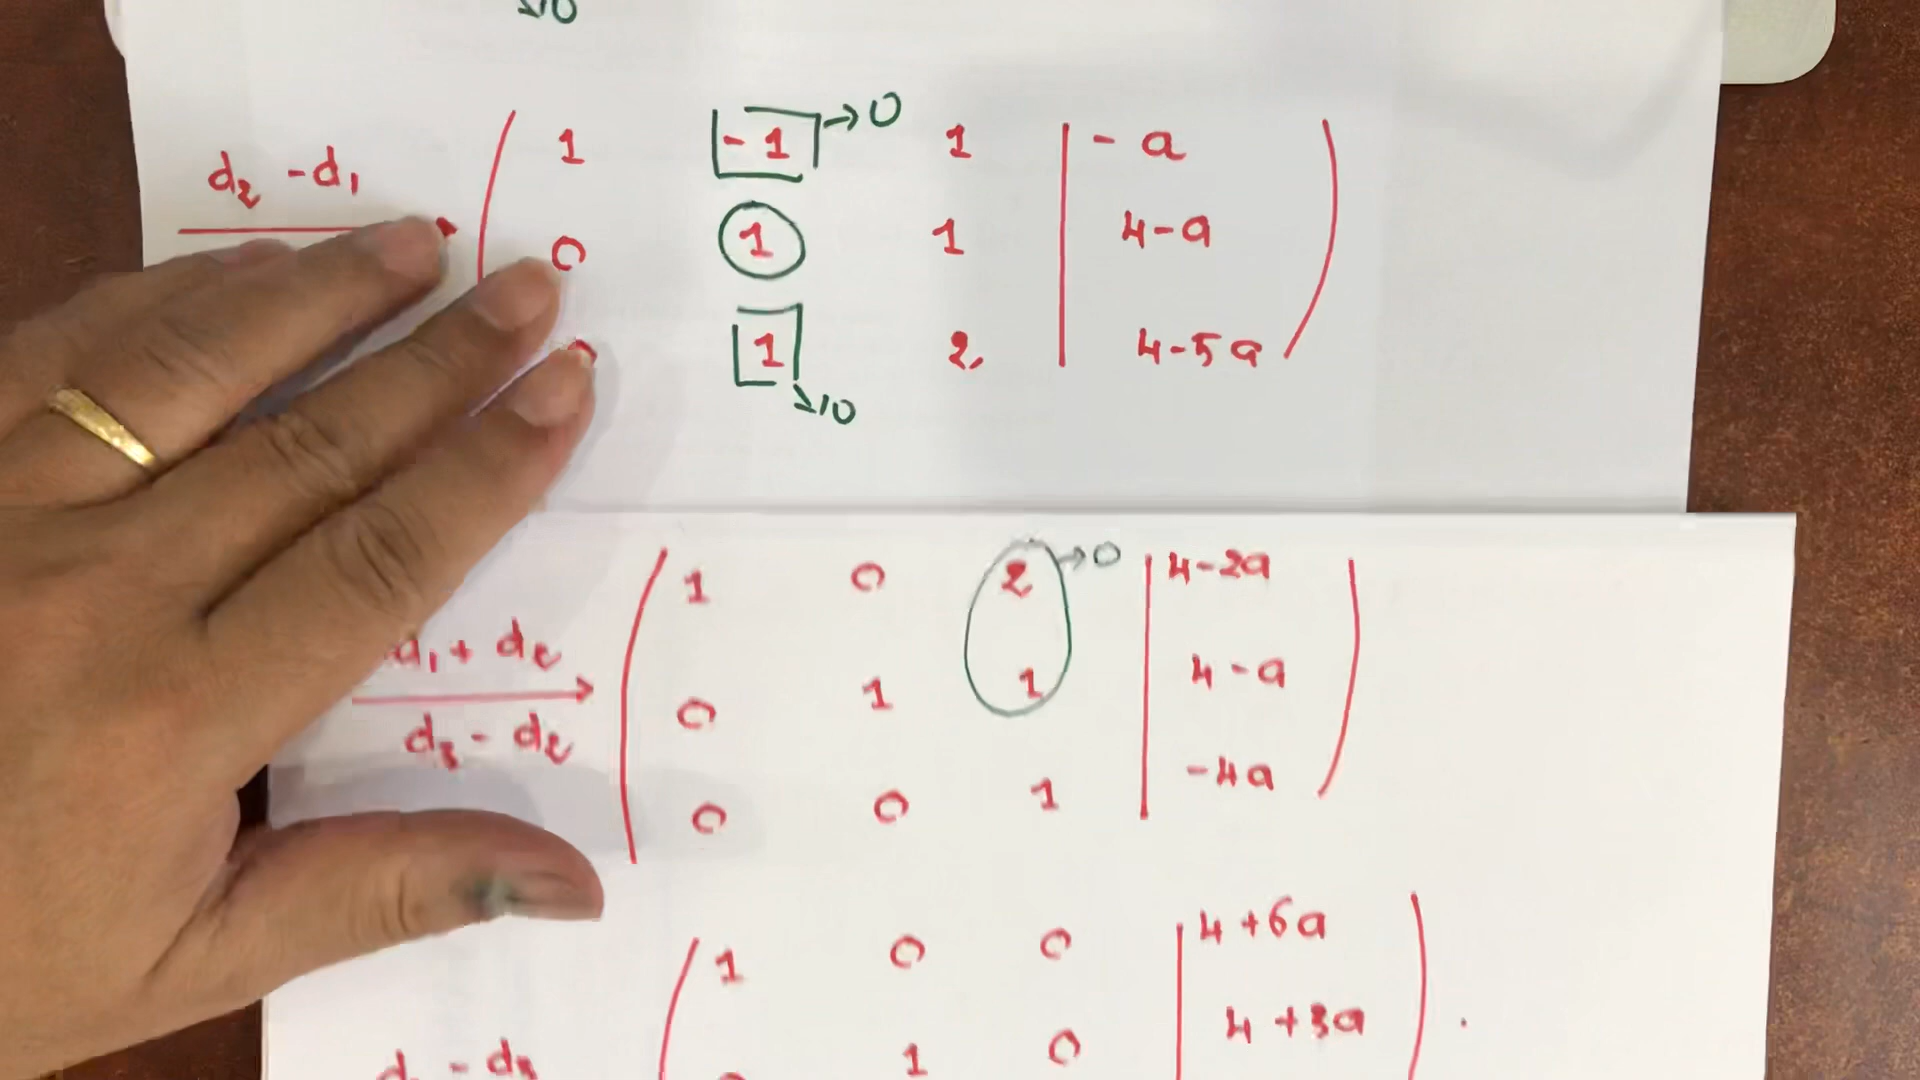 ↘0
d₂ - d₁ ( 1 -1 →0 1 | - a )
0 1 1 | 4-a
1 ↘0 2 | 4-5a
( 1 0 2 →0 | 4-2a )
d₁ + d₂
0 1 1 | 4-a
d₃ - d₂
0 0 1 | -4a
( 1 0 0 | 4+6a )
1 0 | 4+3a .